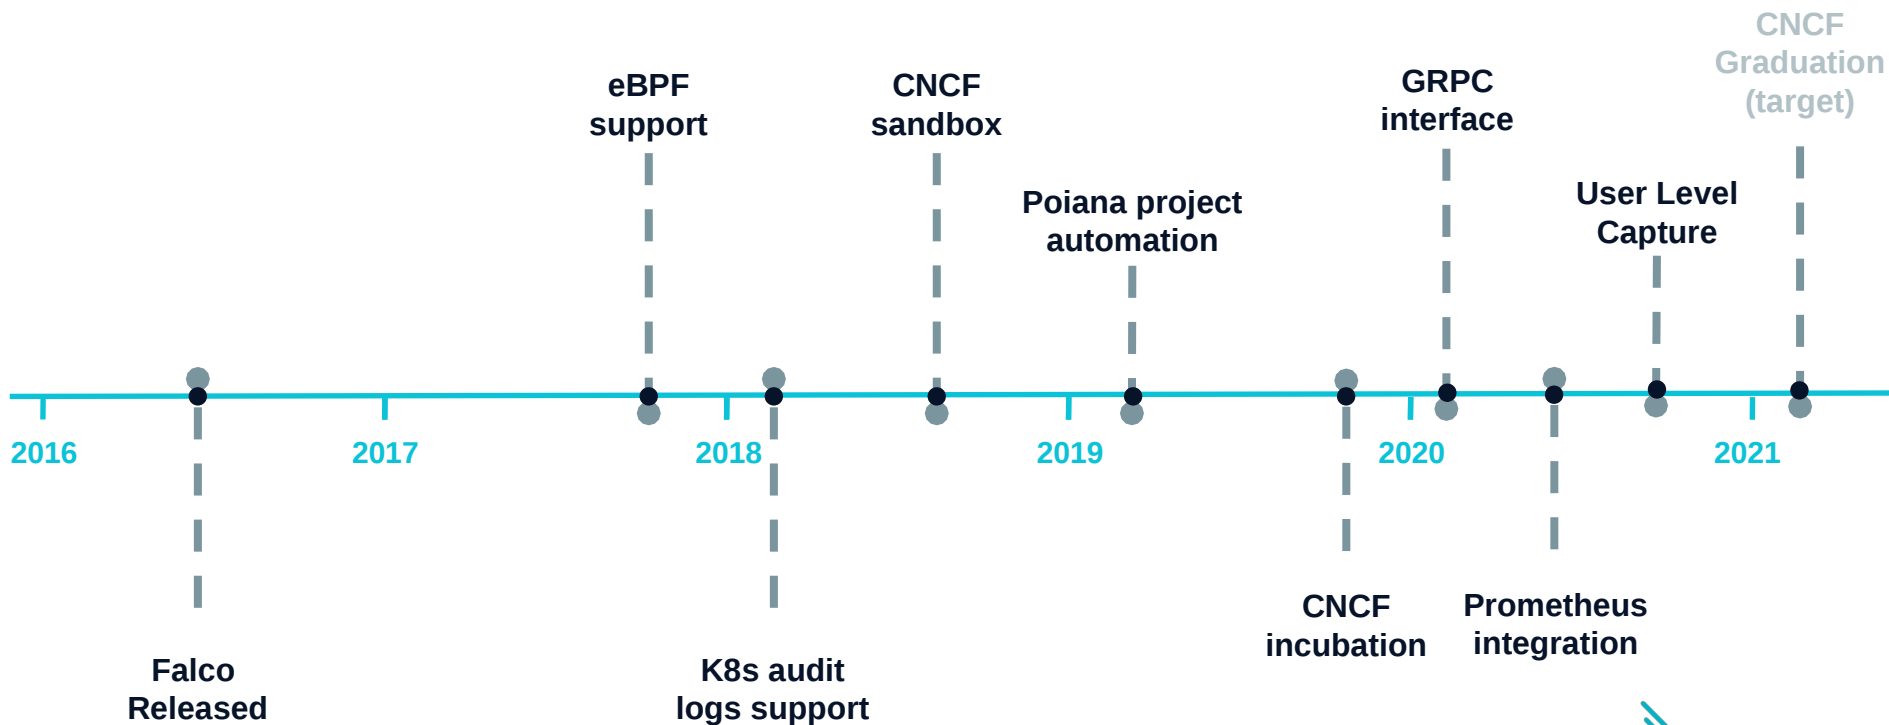 CNCF
Graduation
(target)
eBPF
support
CNCF
sandbox
GRPC
interface
Poiana project
automation
User Level
Capture
2016
2017
2018
2019
2020
2021
CNCF
incubation
Prometheus
integration
Falco
Released
K8s audit
logs support